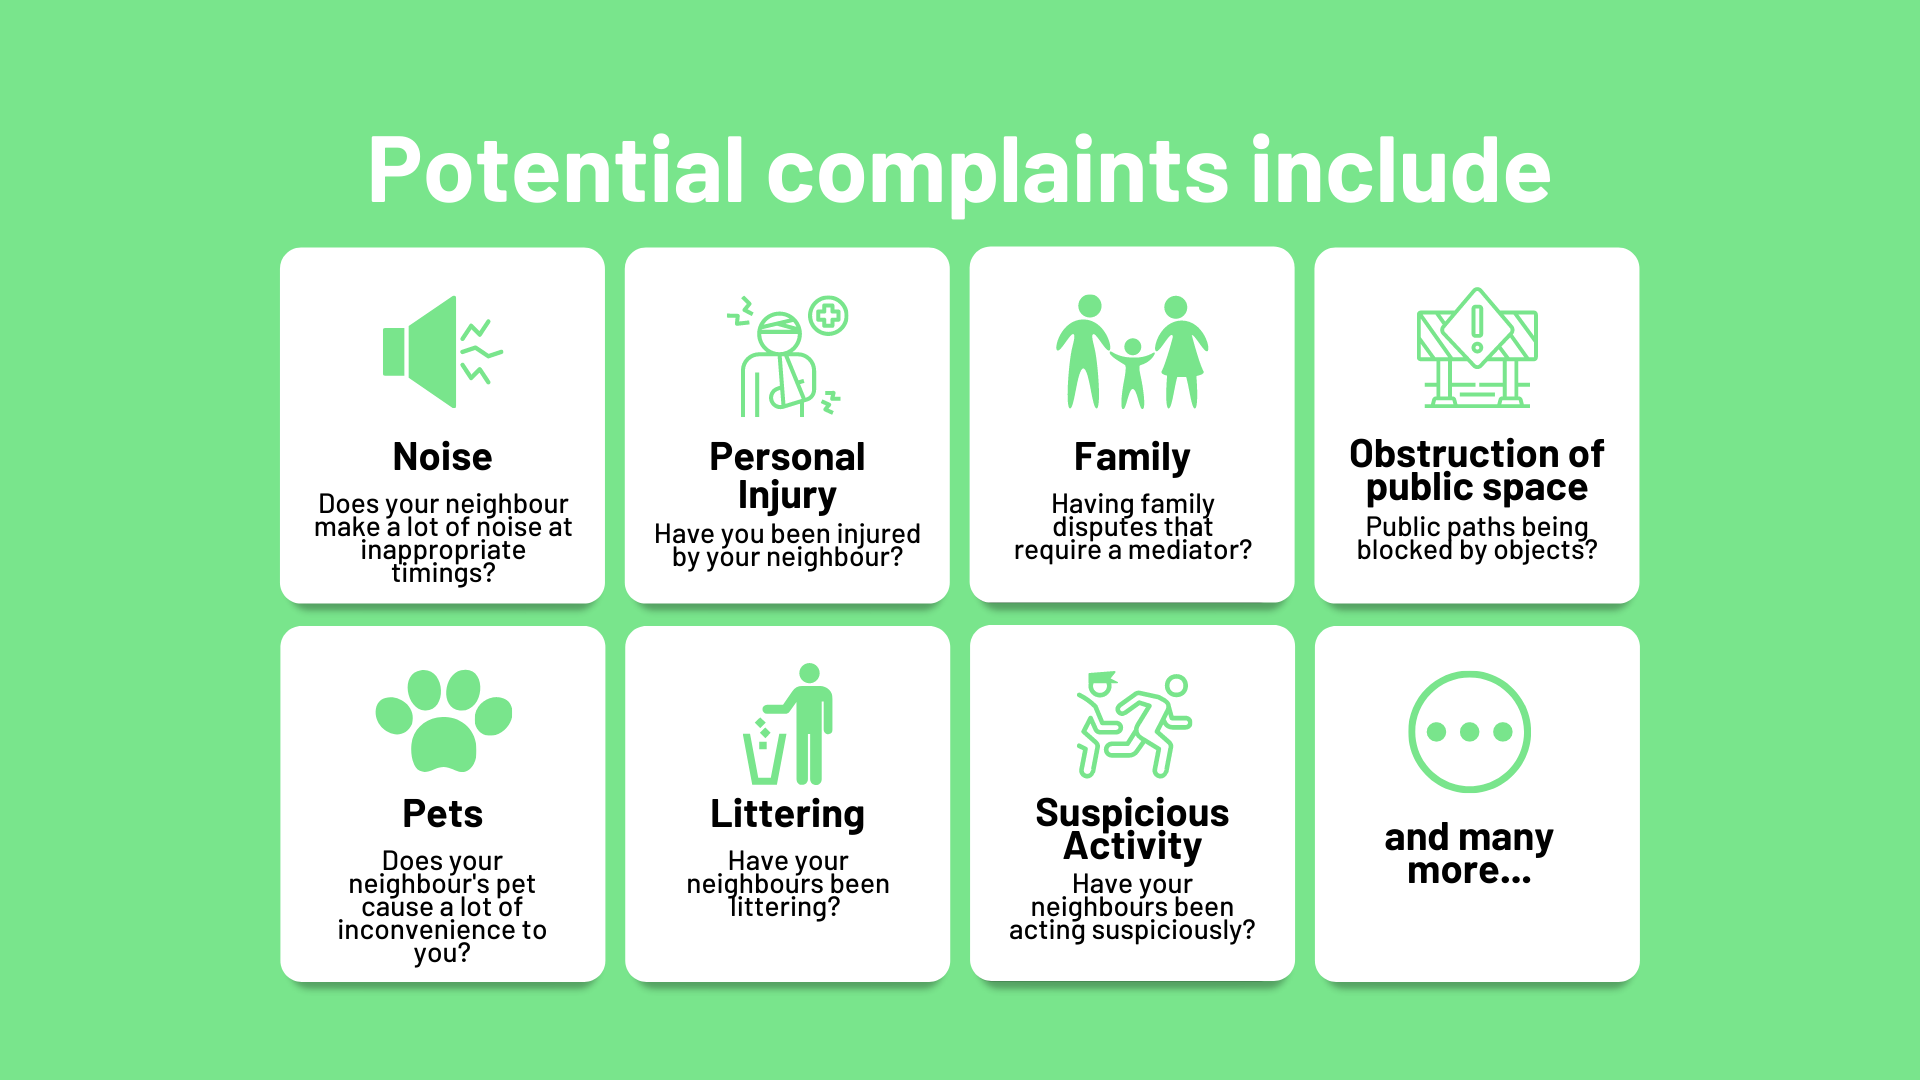 Potential complaints include
Noise
Does your neighbour
make a lot of noise at
inappropriate
timings?
Personal
Injury
Have you been injured
by your neighbour?
Family
Having family
disputes that
require a mediator?
Obstruction of
public space
Public paths being
blocked by objects?
Pets
Does your
neighbour's pet
cause a lot of
inconvenience to
you?
Littering
Have your
neighbours been
littering?
Suspicious
Activity
Have your
neighbours been
acting suspiciously?
and many
more...